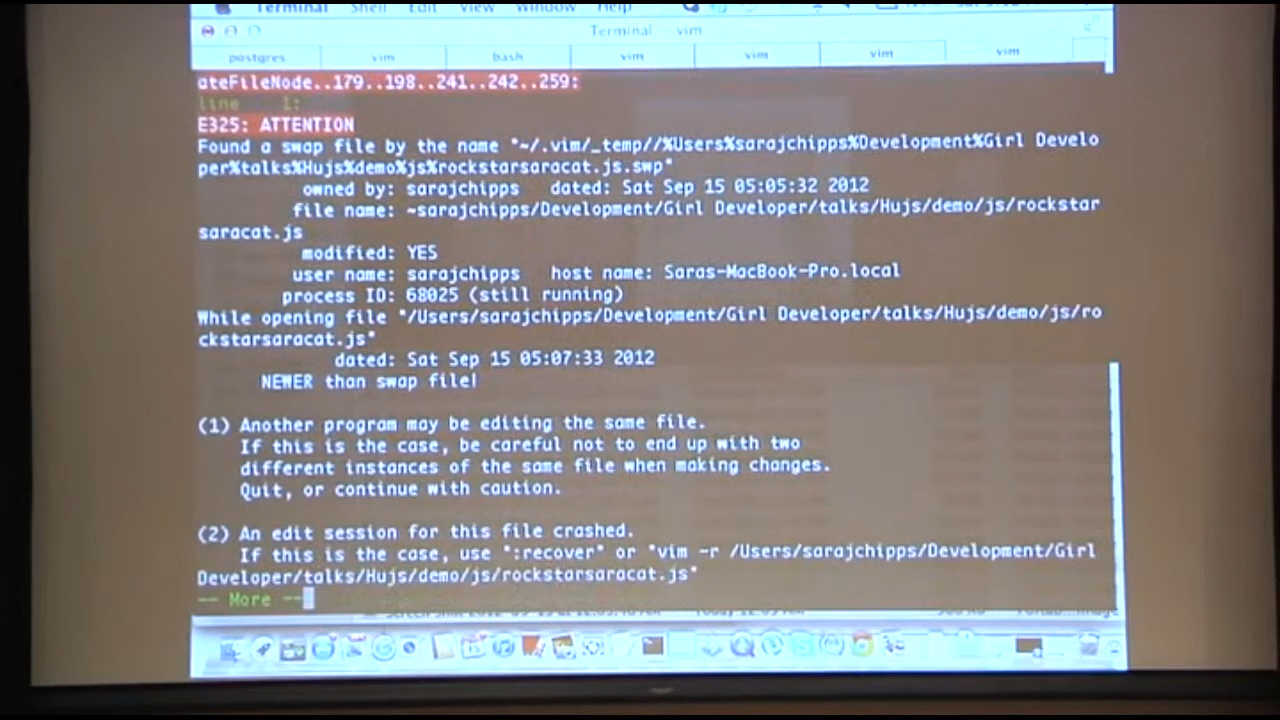 Terminal Shell Edit View Window Help
Terminal — vim
postgres vim bash vim vim vim vim
ateFileNode..179..198..241..242..259:
line    1:
E325: ATTENTION
Found a swap file by the name "~/.vim/_temp//%Users%sarajchipps%Development%Girl Develo
per%talks%Hujs%demo%js%rockstarsaracat.js.swp"
owned by: sarajchipps   dated: Sat Sep 15 05:05:32 2012
file name: ~sarajchipps/Development/Girl Developer/talks/Hujs/demo/js/rockstar
saracat.js
modified: YES
user name: sarajchipps   host name: Saras-MacBook-Pro.local
process ID: 68025 (still running)
While opening file "/Users/sarajchipps/Development/Girl Developer/talks/Hujs/demo/js/ro
ckstarsaracat.js"
dated: Sat Sep 15 05:07:33 2012
NEWER than swap file!
(1) Another program may be editing the same file.
If this is the case, be careful not to end up with two
different instances of the same file when making changes.
Quit, or continue with caution.
(2) An edit session for this file crashed.
If this is the case, use ":recover" or "vim -r /Users/sarajchipps/Development/Girl
Developer/talks/Hujs/demo/js/rockstarsaracat.js"
-- More --